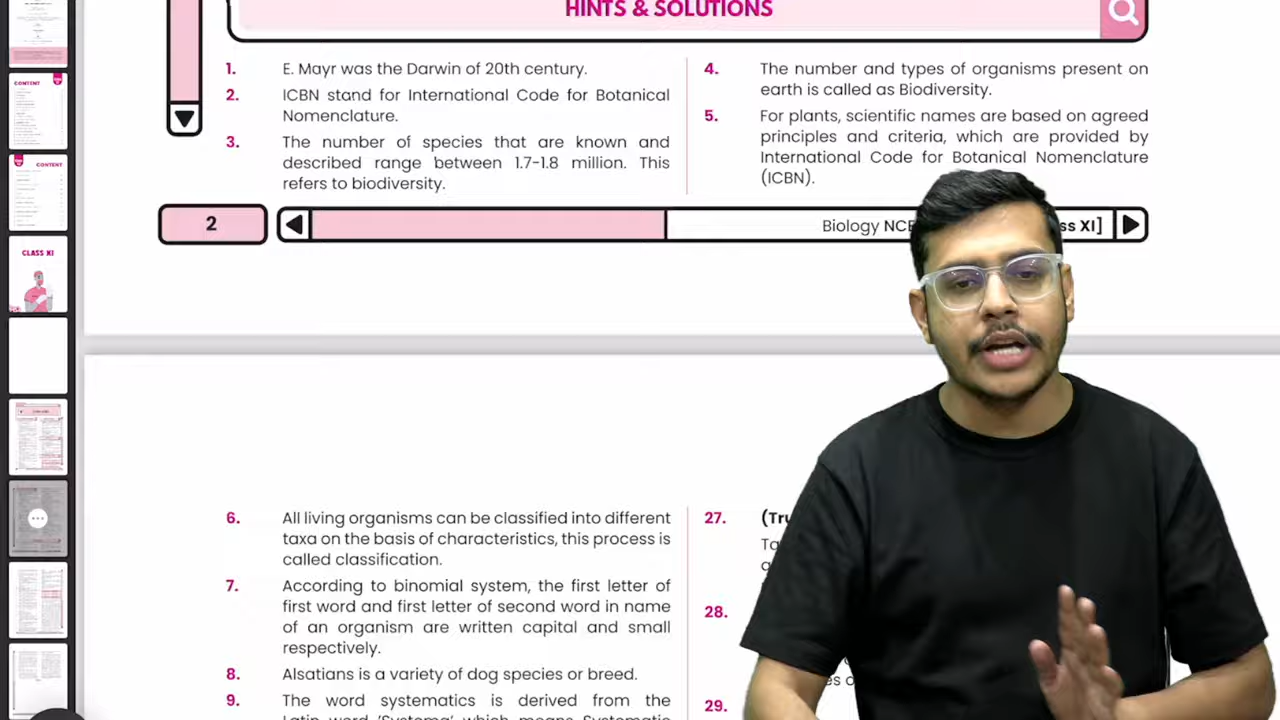 CONTENT
CONTENT
CLASS XI
HINTS & SOLUTIONS
1. E. Mayr was the Darwin of 20th century.
2. ICBN stand for International Code for Botanical
Nomenclature.
3. The number of species that are known and
described range between 1.7-1.8 million. This
refers to biodiversity.
4. The number and types of organisms present on
earth is called as Biodiversity.
5. For plants, scientific names are based on agreed
principles and criteria, which are provided by
International Code for Botanical Nomenclature
(ICBN).
2
Biology
XI]
6. All living organisms can be classified into different
taxa on the basis of characteristics, this process is
called classification.
7. According to binomial system, the first letter of
first word and first letter of second word in name
of an organism are written capital and small
respectively.
8. Alsatians is a variety of dog species or breed.
9. The word systematics is derived from the
Latin word 'Systema' which means Systematic
27.
28.
29.